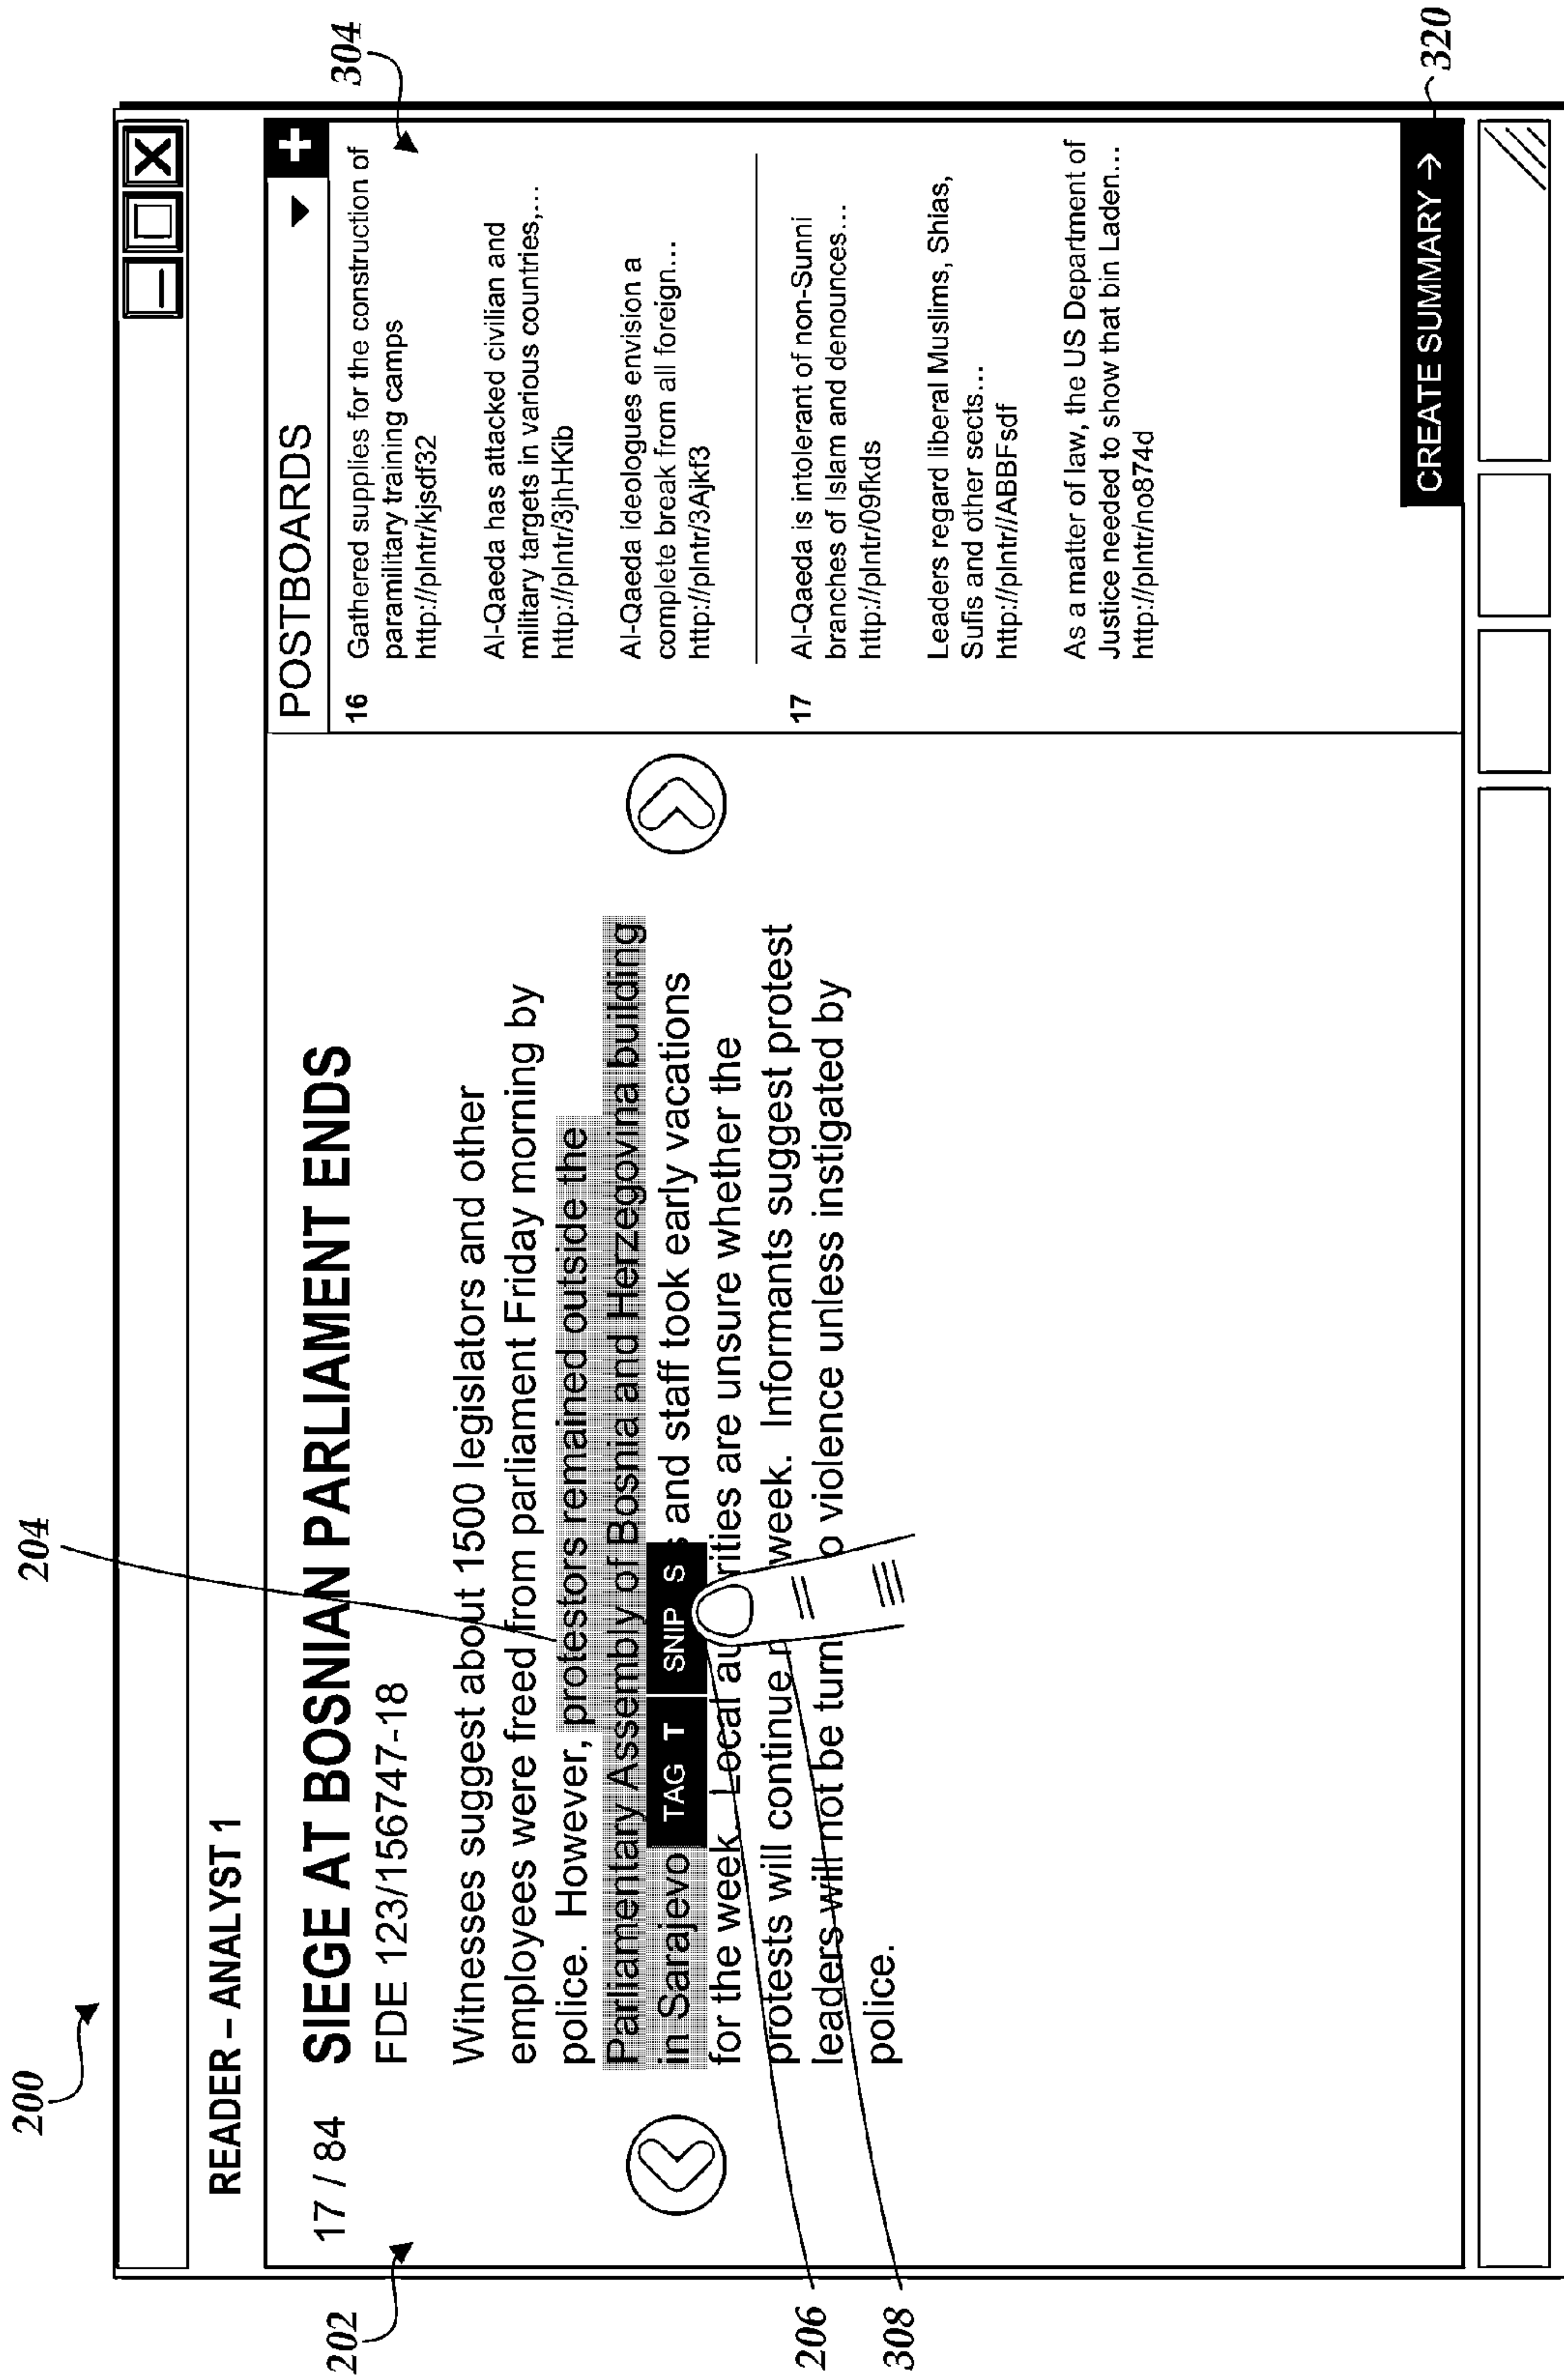 200
204
READER – ANALYST 1
202
17 / 84
SIEGE AT BOSNIAN PARLIAMENT ENDS
FDE 123/156747-18
Witnesses suggest about 1500 legislators and other
employees were freed from parliament Friday morning by
police. However, protestors remained outside the
Parliamentary Assembly of Bosnia and Herzegovina building
in Sarajevo TAG T SNIP S and staff took early vacations
for the week. Local au rities are unsure whether the
protests will continue n week. Informants suggest protest
leaders will not be turn o violence unless instigated by
police.
206
308
POSTBOARDS
304
16 Gathered supplies for the construction of
paramilitary training camps
http://plntr/kjsdf32
Al-Qaeda has attacked civilian and
military targets in various countries,...
http://plntr/3jhHKib
Al-Qaeda ideologues envision a
complete break from all foreign...
http://plntr/3Ajkf3
17 Al-Qaeda is intolerant of non-Sunni
branches of Islam and denounces...
http://plntr/09fkds
Leaders regard liberal Muslims, Shias,
Sufis and other sects...
http://plntr//ABBFsdf
As a matter of law, the US Department of
Justice needed to show that bin Laden...
http://plntr/no874d
CREATE SUMMARY →
320